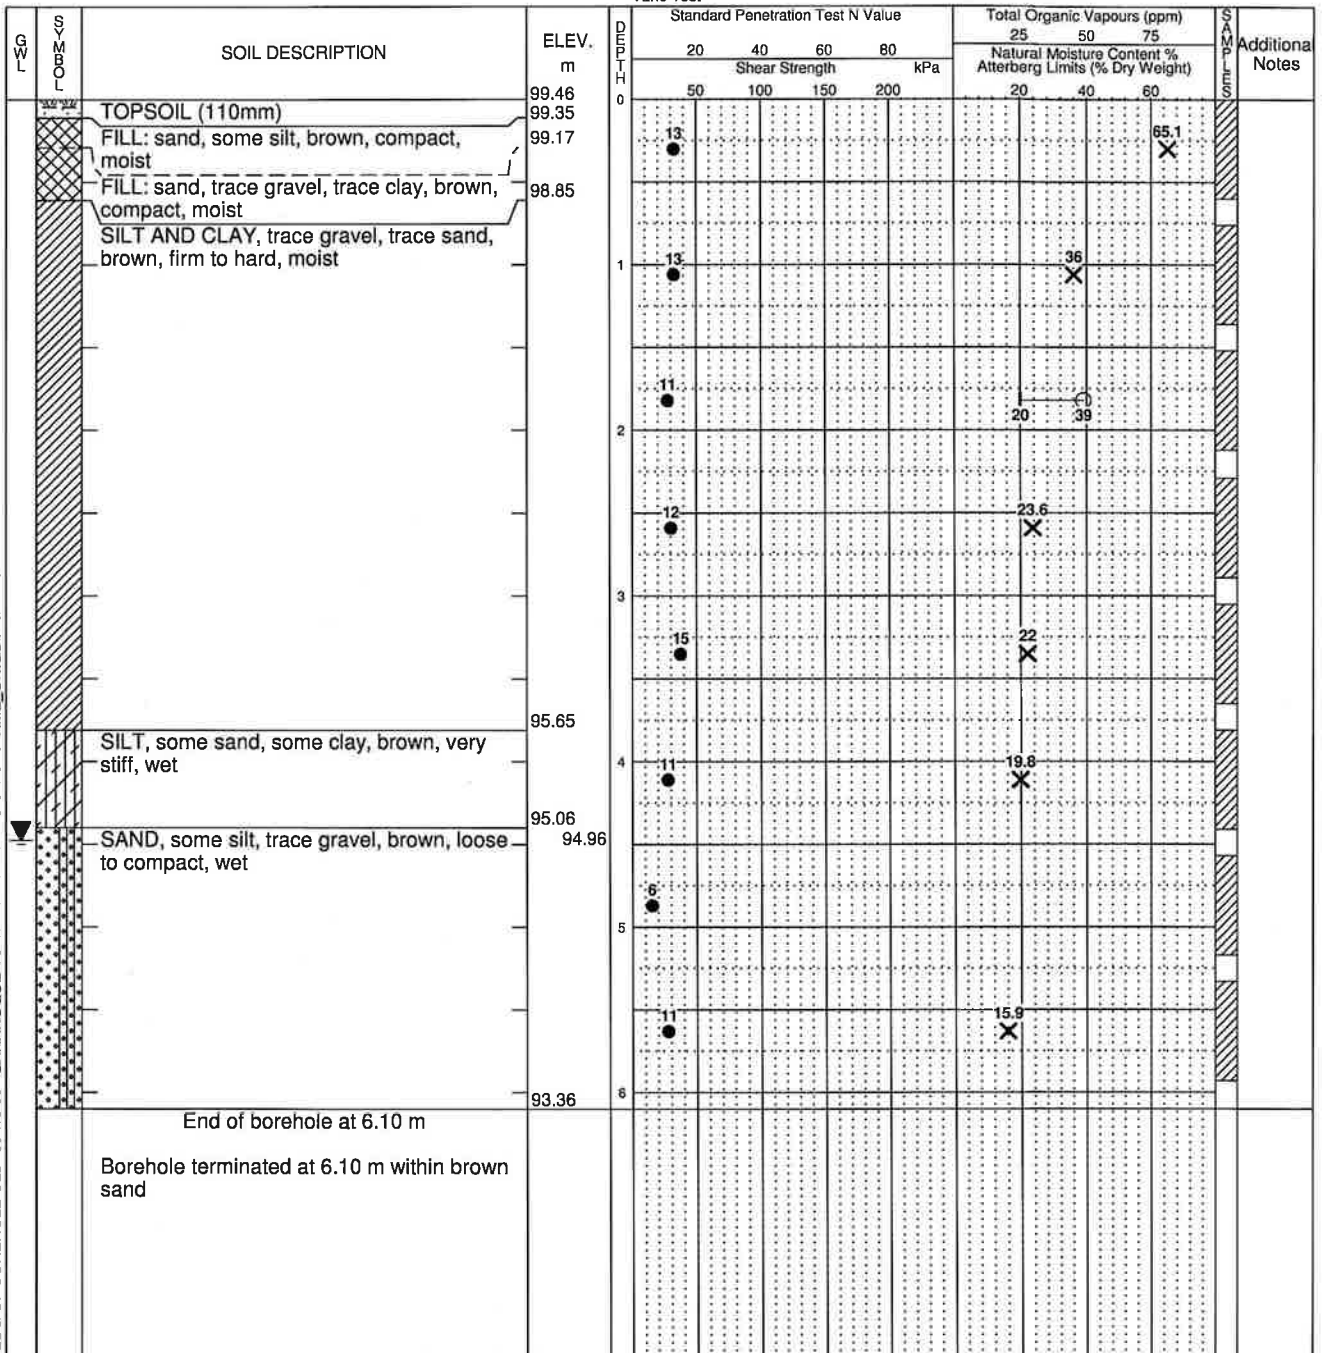 Standard Penetration Test N Value
Total Organic Vapours (ppm)
25 50 75
GWL
SYMBOL
SOIL DESCRIPTION
ELEV.
m
DEPTH
20 40 60 80
Natural Moisture Content %
Atterberg Limits (% Dry Weight)
SAMPLES
Additional
Notes
Shear Strength kPa
50 100 150 200
20 40 60
99.46
0
TOPSOIL (110mm)
99.35
FILL: sand, some silt, brown, compact,
moist
99.17
13
65.1
FILL: sand, trace gravel, trace clay, brown,
compact, moist
98.85
SILT AND CLAY, trace gravel, trace sand,
brown, firm to hard, moist
1
13
36
11
20 39
2
12
23.6
3
15
22
95.65
SILT, some sand, some clay, brown, very
stiff, wet
4
11
19.8
95.06
SAND, some silt, trace gravel, brown, loose
to compact, wet
94.96
6
5
11
15.9
6
93.36
End of borehole at 6.10 m
Borehole terminated at 6.10 m within brown
sand